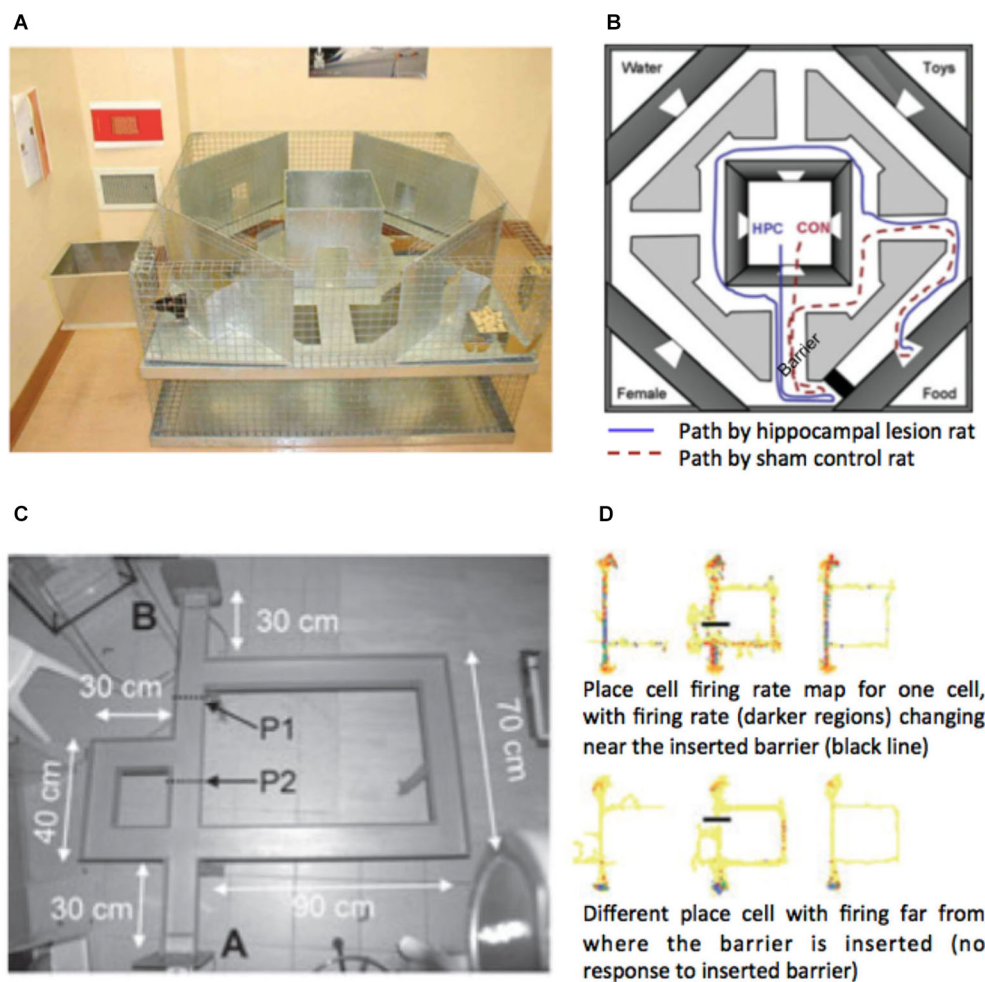 A
B
Water
Toys
HPC
CON
Barrier
Female
Food
Path by hippocampal lesion rat
Path by sham control rat
C
D
B
30 cm
30 cm
P1
P2
70 cm
40 cm
30 cm
90 cm
A
Place cell firing rate map for one cell,
with firing rate (darker regions) changing
near the inserted barrier (black line)
Different place cell with firing far from
where the barrier is inserted (no
response to inserted barrier)